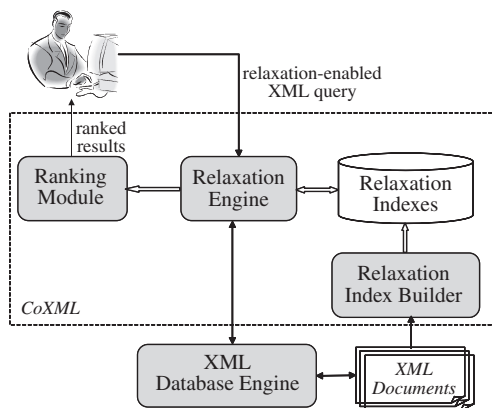 relaxation-enabled
XML query
ranked
results
Ranking
Module
Relaxation
Engine
Relaxation
Indexes
Relaxation
Index Builder
CoXML
XML
Database Engine
XML
Documents